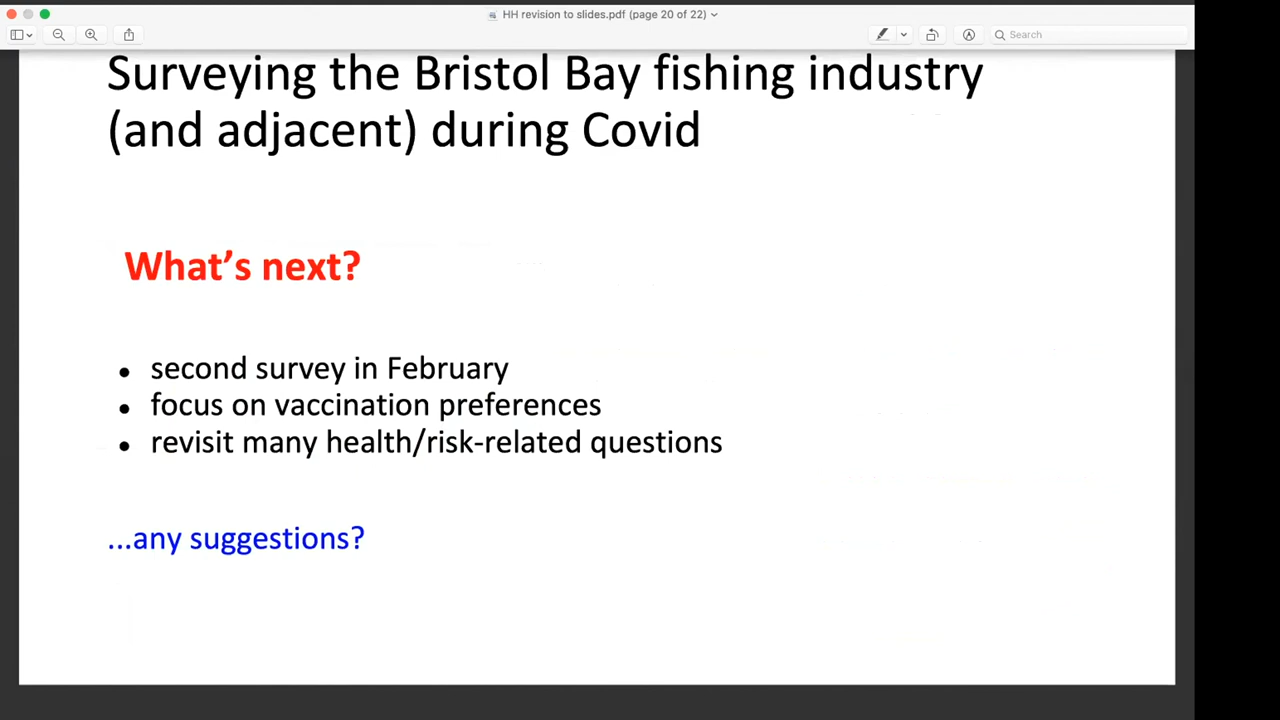 HH revision to slides.pdf (page 20 of 22)
Search
Surveying the Bristol Bay fishing industry
(and adjacent) during Covid
What's next?
• second survey in February
• focus on vaccination preferences
• revisit many health/risk-related questions
...any suggestions?